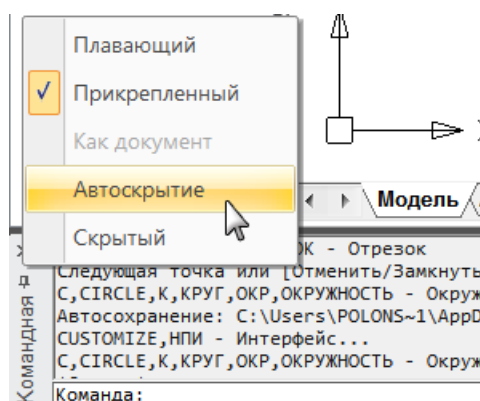 Плавающий
Прикрепленный
Как документ
Автоскрытие
Скрытый
Модель
ОК - Отрезок
Следующая точка или [Отменить/Замкнуть
C,CIRCLE,К,КРУГ,ОКР,ОКРУЖНОСТЬ - Окруж
Автосохранение: C:\Users\POLONS~1\AppD
CUSTOMIZE,НПИ - Интерфейс...
C,CIRCLE,К,КРУГ,ОКР,ОКРУЖНОСТЬ - Окруж
Команда:
Командная